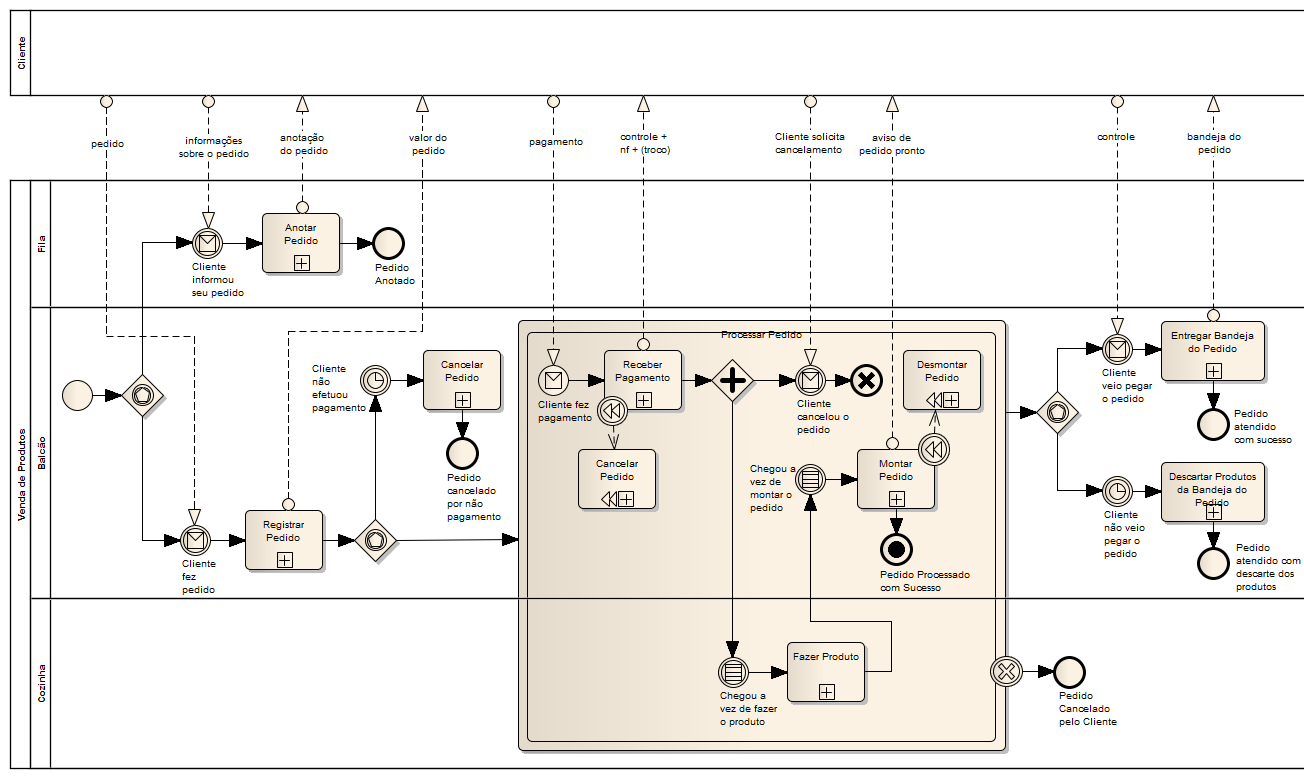 Cliente
pedido
informações
sobre o pedido
anotação
do pedido
valor do
pedido
pagamento
controle +
nf + (troco)
Cliente solicita
cancelamento
aviso de
pedido pronto
controle
bandeja do
pedido
Venda de Produtos
Fila
Cliente
informou
seu pedido
Anotar
Pedido
Pedido
Anotado
Balcão
Cliente
fez
pedido
Registrar
Pedido
Cliente
não
efetuou
pagamento
Cancelar
Pedido
Pedido
cancelado
por não
pagamento
Processar Pedido
Cliente fez
pagamento
Receber
Pagamento
Cancelar
Pedido
Cliente
cancelou o
pedido
Desmontar
Pedido
Chegou a
vez de
montar o
pedido
Montar
Pedido
Pedido Processado
com Sucesso
Cliente
veio pegar
o pedido
Entregar Bandeja
do Pedido
Pedido
atendido
com sucesso
Cliente
não veio
pegar o
pedido
Descartar Produtos
da Bandeja do
Pedido
Pedido
atendido com
descarte dos
produtos
Cozinha
Chegou a
vez de fazer
o produto
Fazer Produto
Pedido
Cancelado
pelo Cliente